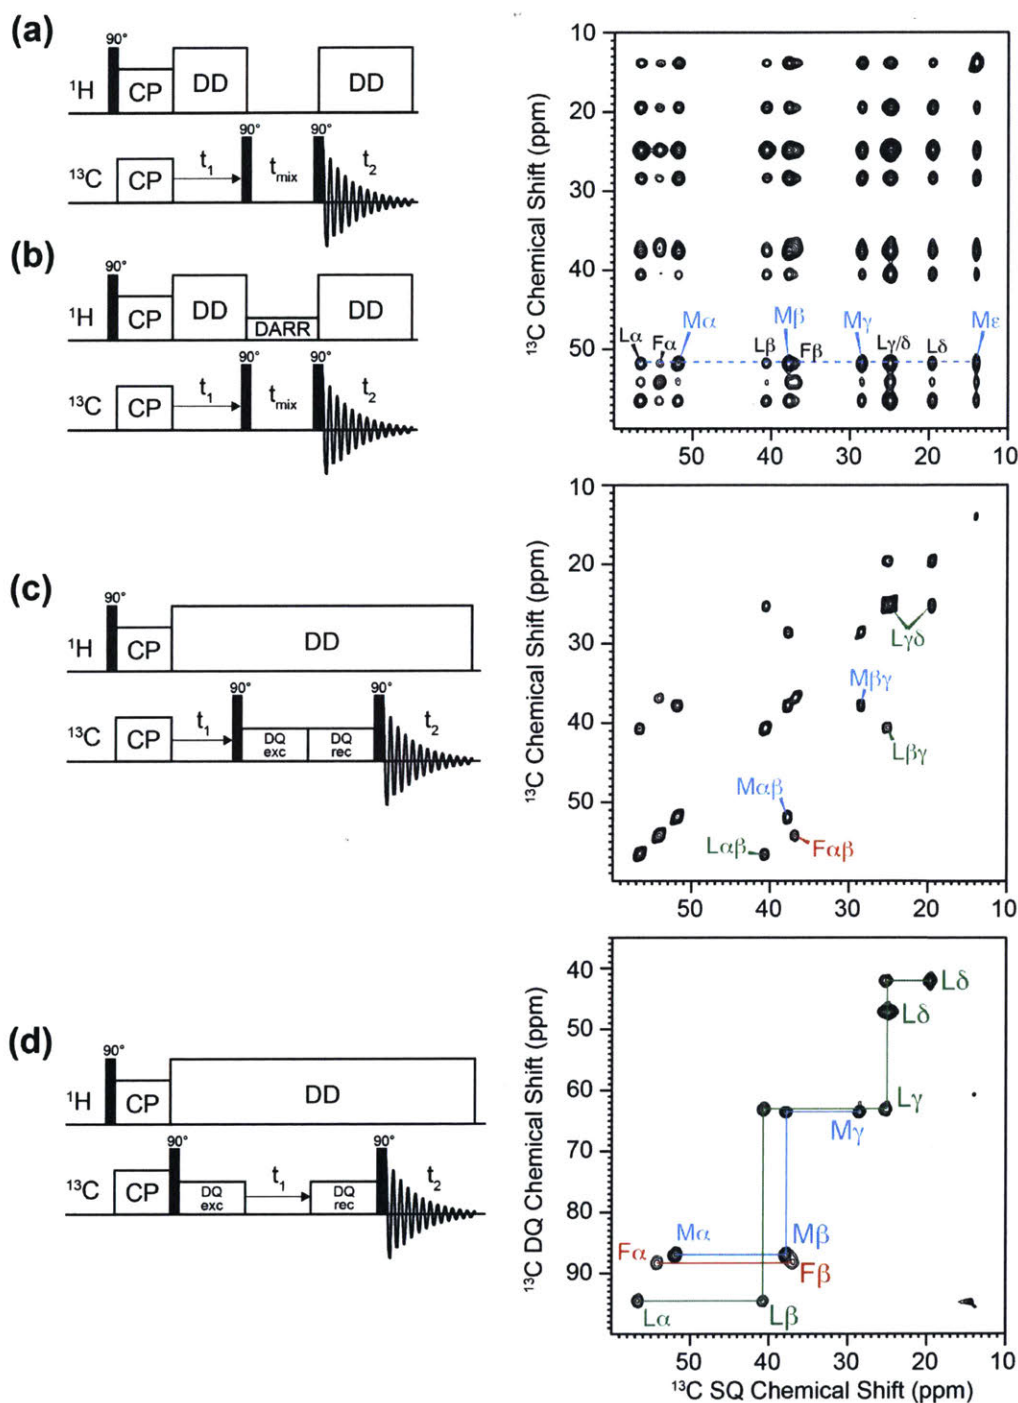 (a)
90°
¹H
CP
DD
DD
90°
90°
¹³C
CP
t₁
tmix
t₂
(b)
90°
¹H
CP
DD
DARR
DD
90°
90°
¹³C
CP
t₁
tmix
t₂
(c)
90°
¹H
CP
DD
90°
90°
¹³C
CP
t₁
DQ exc
DQ rec
t₂
(d)
90°
¹H
CP
DD
90°
90°
¹³C
CP
DQ exc
t₁
DQ rec
t₂
¹³C Chemical Shift (ppm)
10
20
30
40
50
Lα
Fα
Mα
Lβ
Mβ
Fβ
Mγ
Lγ/δ
Lδ
Mε
50 40 30 20 10
¹³C Chemical Shift (ppm)
10
20
30
40
50
Lγδ
Mβγ
Lβγ
Mαβ
Lαβ
Fαβ
50 40 30 20 10
¹³C DQ Chemical Shift (ppm)
40
50
60
70
80
90
Lδ
Lδ
Lγ
Mγ
Mα
Mβ
Fα
Fβ
Lα
Lβ
50 40 30 20 10
¹³C SQ Chemical Shift (ppm)